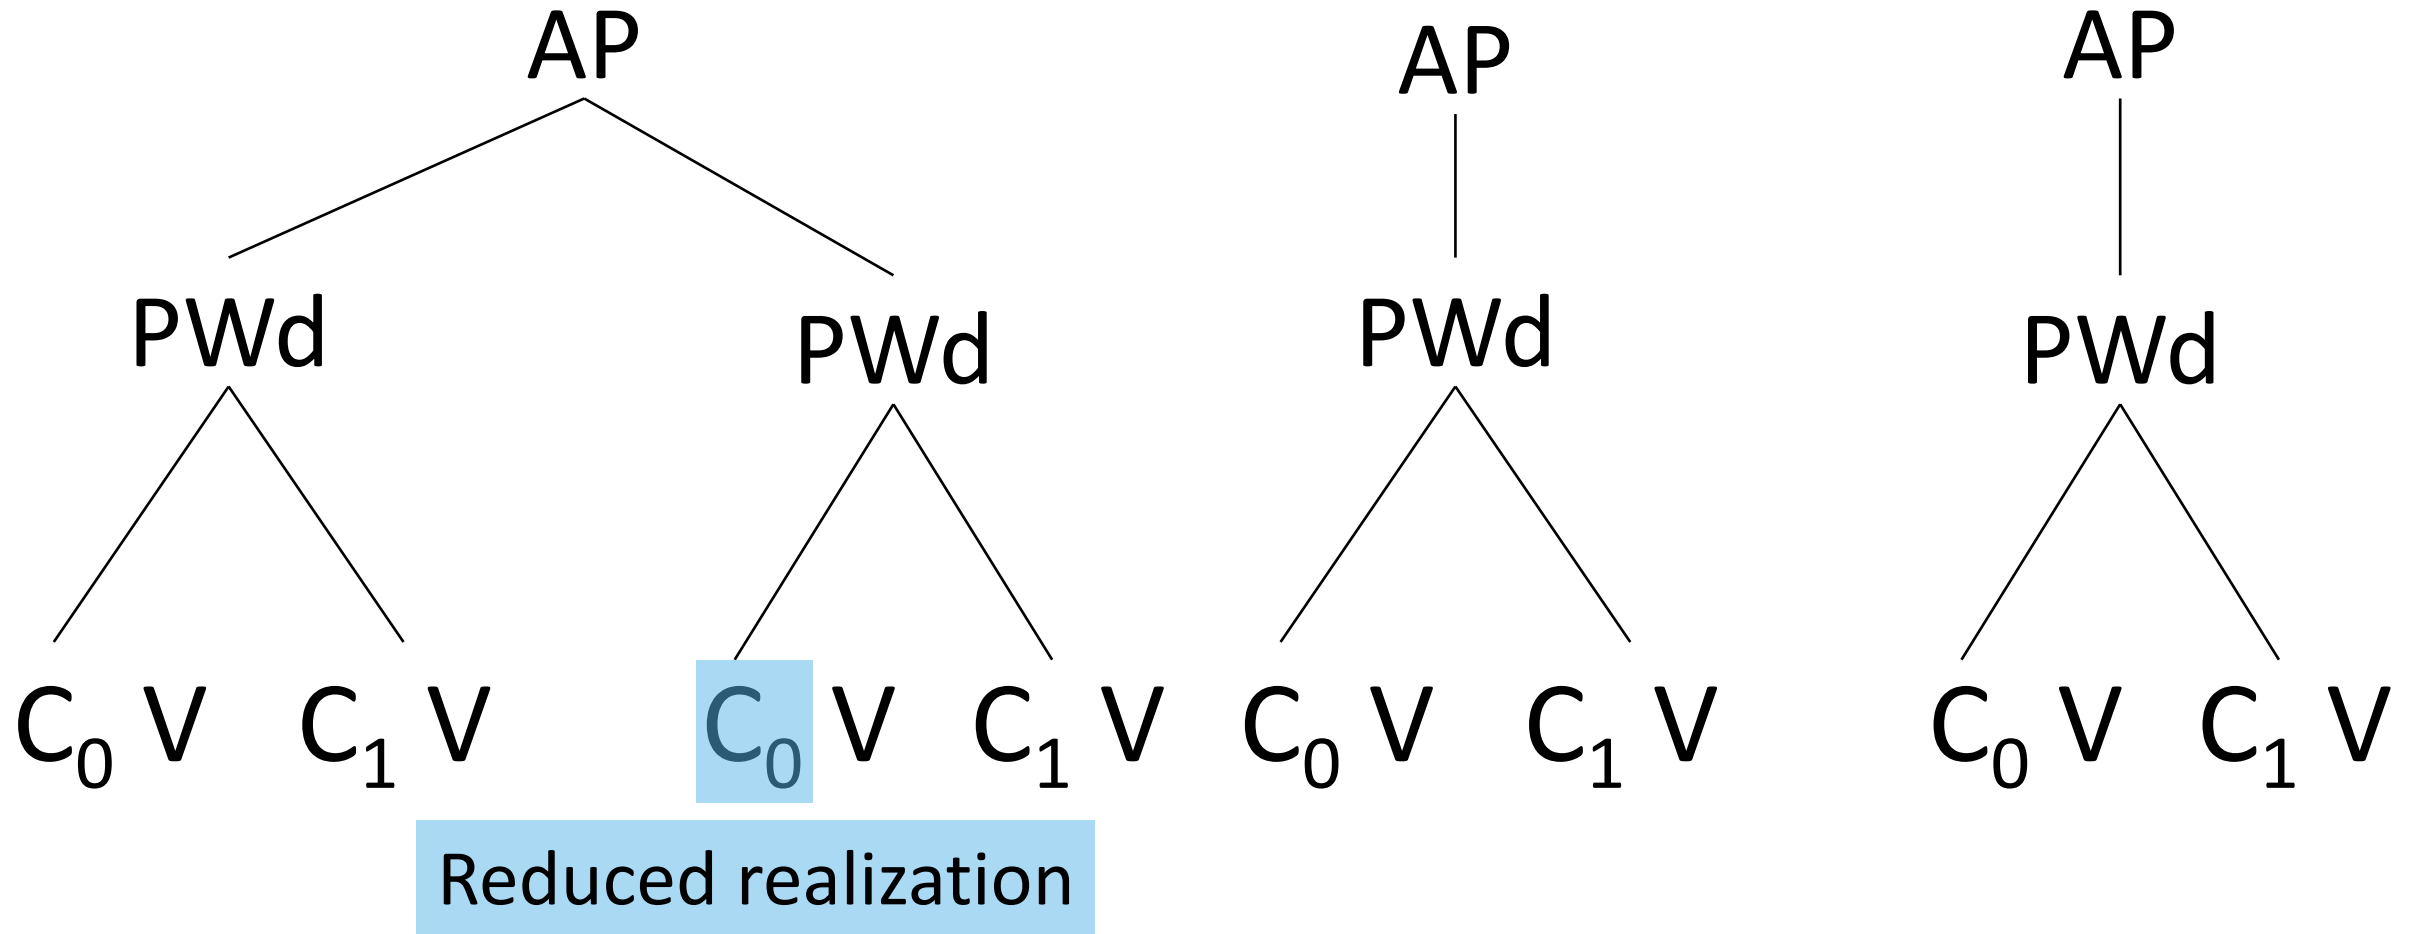 AP AP AP
PWd PWd PWd PWd
C₀ V C₁ V C₀ V C₁ V C₀ V C₁ V C₀ V C₁ V
Reduced realization